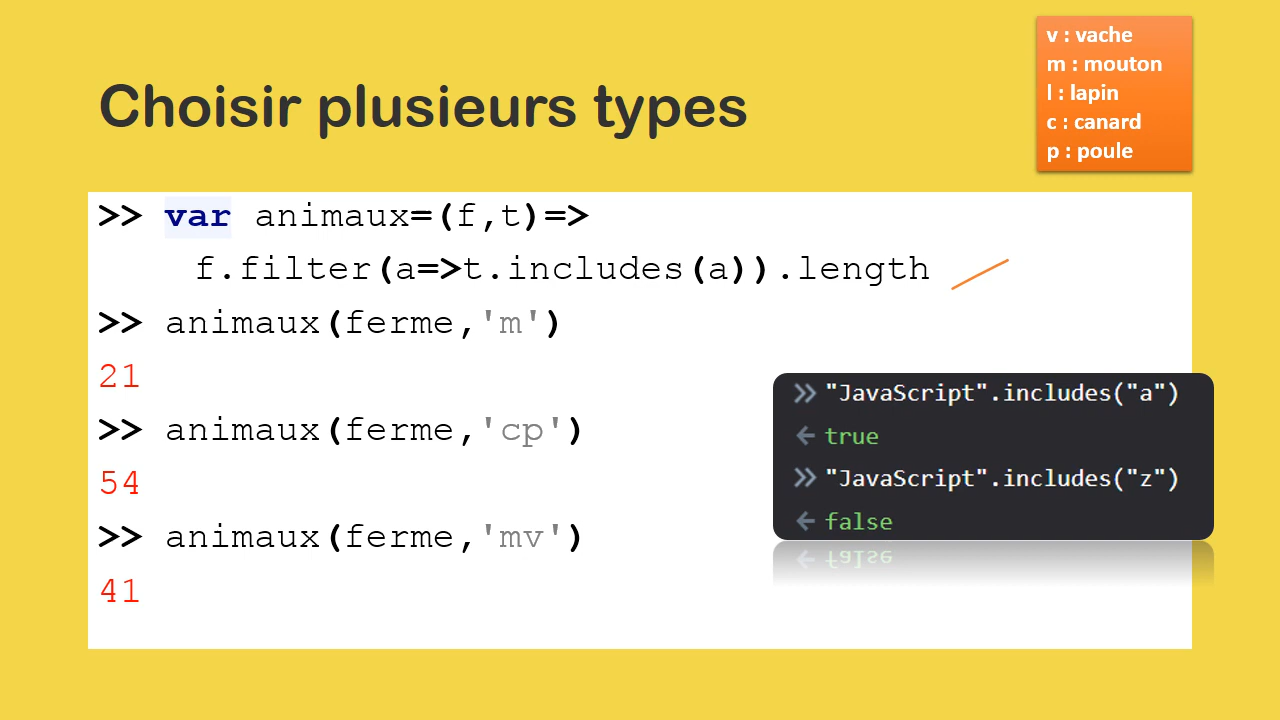 Choisir plusieurs types
v : vache
m : mouton
l : lapin
c : canard
p : poule
>> var animaux=(f,t)=>
f.filter(a=>t.includes(a)).length
>> animaux(ferme,'m')
21
>> animaux(ferme,'cp')
54
>> animaux(ferme,'mv')
41
>> "JavaScript".includes("a")
← true
>> "JavaScript".includes("z")
← false